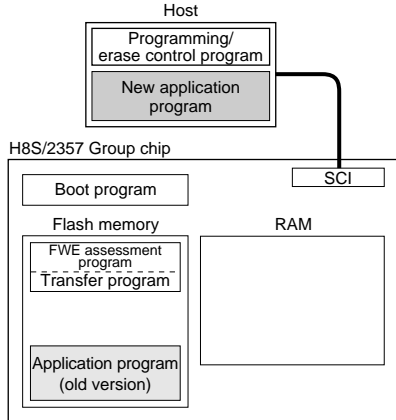 Host
Programming/
erase control program
New application
program
H8S/2357 Group chip
SCI
Boot program
Flash memory
RAM
FWE assessment
program
Transfer program
Application program
(old version)